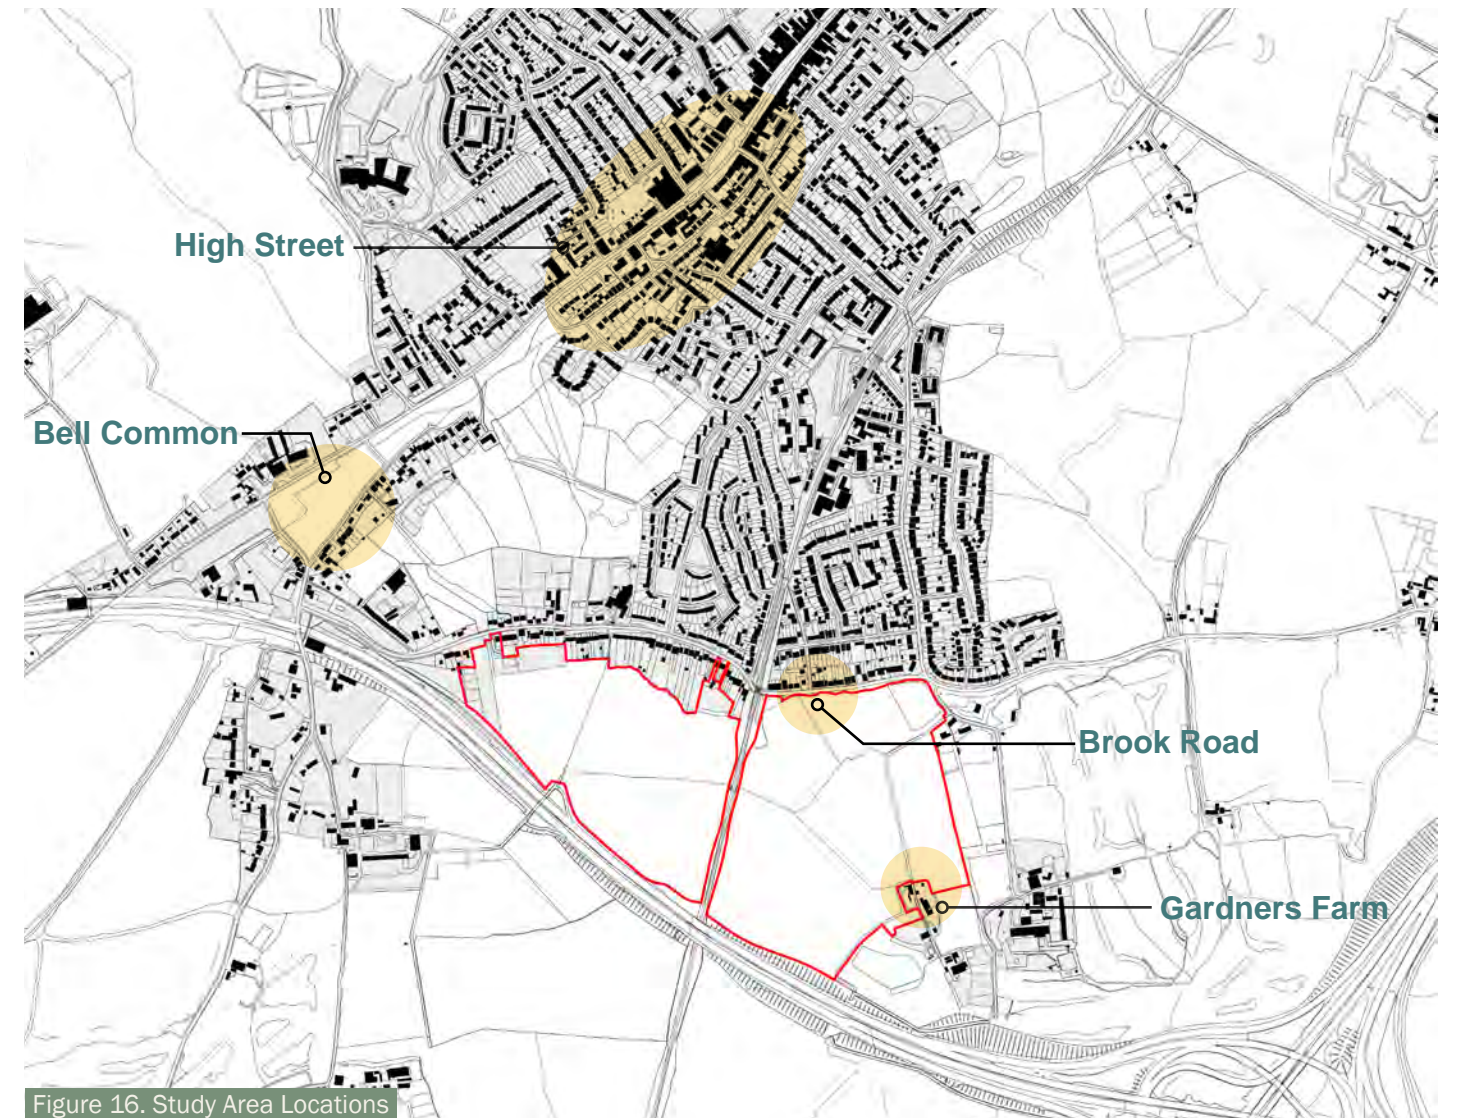 High Street
Bell Common
Brook Road
Gardners Farm
Figure 16. Study Area Locations